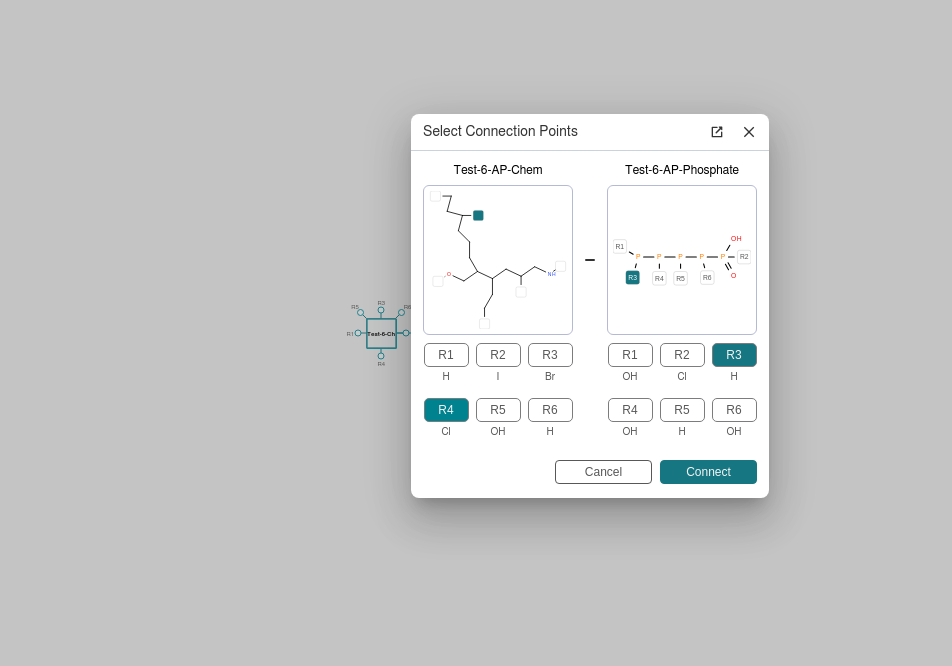 Select Connection Points
Test-6-AP-Chem
Test-6-AP-Phosphate
O
NH
R1
P
P
P
P
P
OH
R2
R3
R4
R5
R6
O
R5
R3
R1
Test-6-Ch
R4
R1 R2 R3
H I Br
R4 R5 R6
Cl OH H
R1 R2 R3
OH Cl H
R4 R5 R6
OH H OH
Cancel
Connect